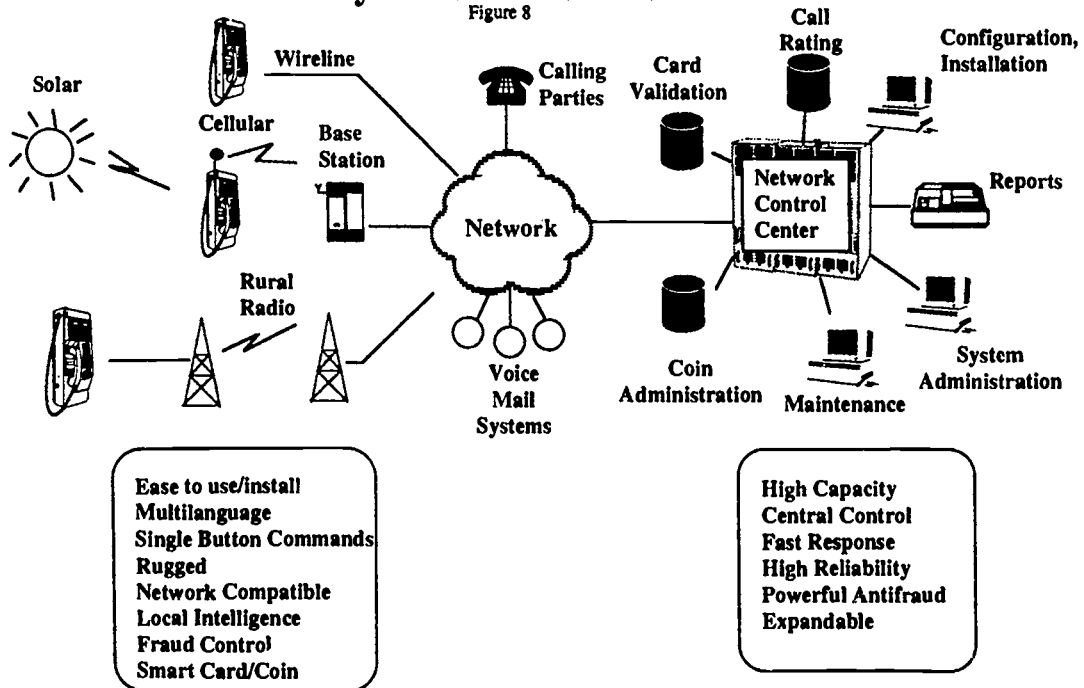 Figure 8
Solar
Wireline
Cellular
Base
Station
Rural
Radio
Calling
Parties
Network
Voice
Mail
Systems
Card
Validation
Call
Rating
Configuration,
Installation
Network
Control
Center
Reports
Coin
Administration
Maintenance
System
Administration
Ease to use/install
Multilanguage
Single Button Commands
Rugged
Network Compatible
Local Intelligence
Fraud Control
Smart Card/Coin
High Capacity
Central Control
Fast Response
High Reliability
Powerful Antifraud
Expandable